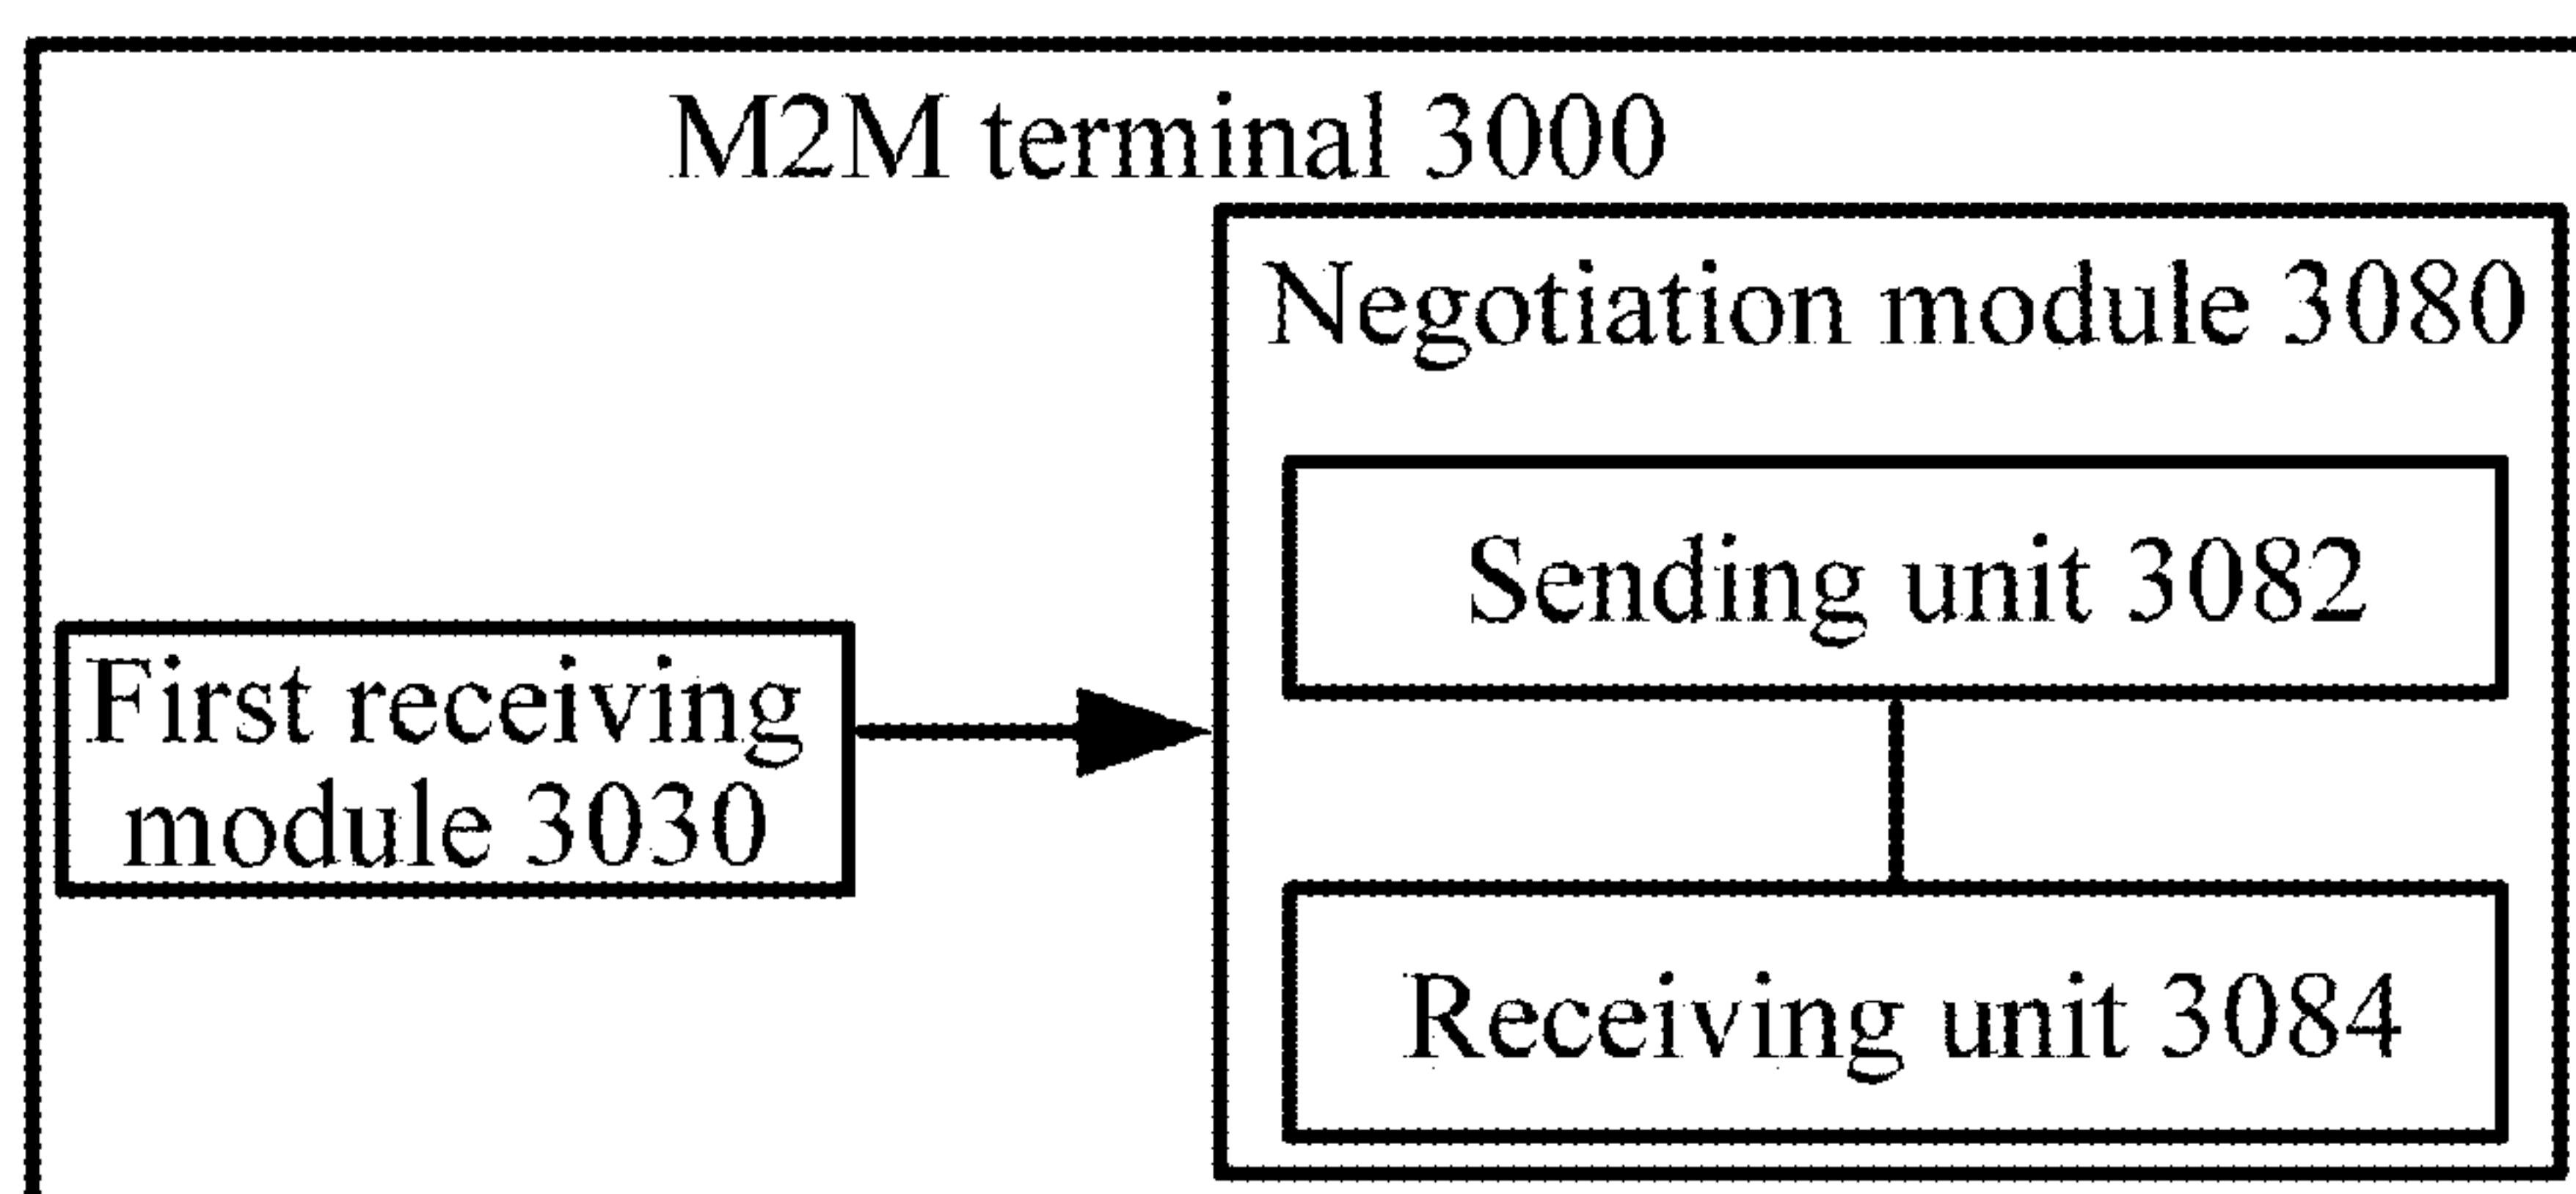 M2M terminal 3000
Negotiation module 3080
Sending unit 3082
First receiving
module 3030
Receiving unit 3084